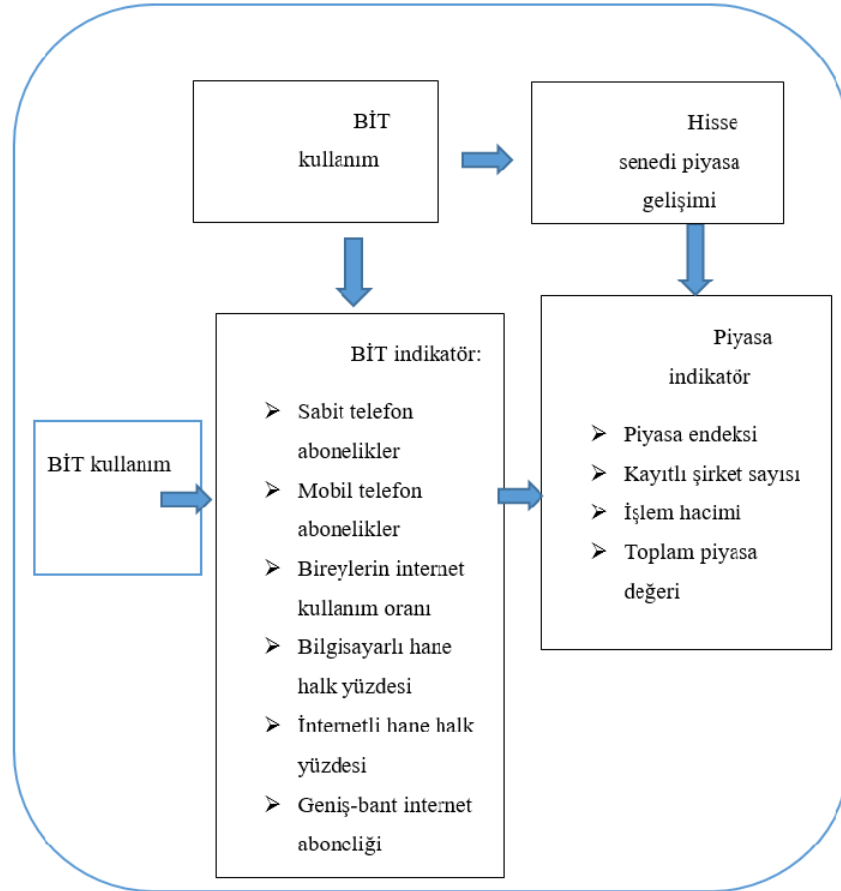 BİT
kullanım
Hisse
senedi piyasa
gelişimi
BİT kullanım
BİT indikatör:
➢ Sabit telefon
abonelikler
➢ Mobil telefon
abonelikler
➢ Bireylerin internet
kullanım oranı
➢ Bilgisayarlı hane
halk yüzdesi
➢ İnternetli hane halk
yüzdesi
➢ Geniş-bant internet
aboneliği
Piyasa
indikatör
➢ Piyasa endeksi
➢ Kayıtlı şirket sayısı
➢ İşlem hacimi
➢ Toplam piyasa
değeri